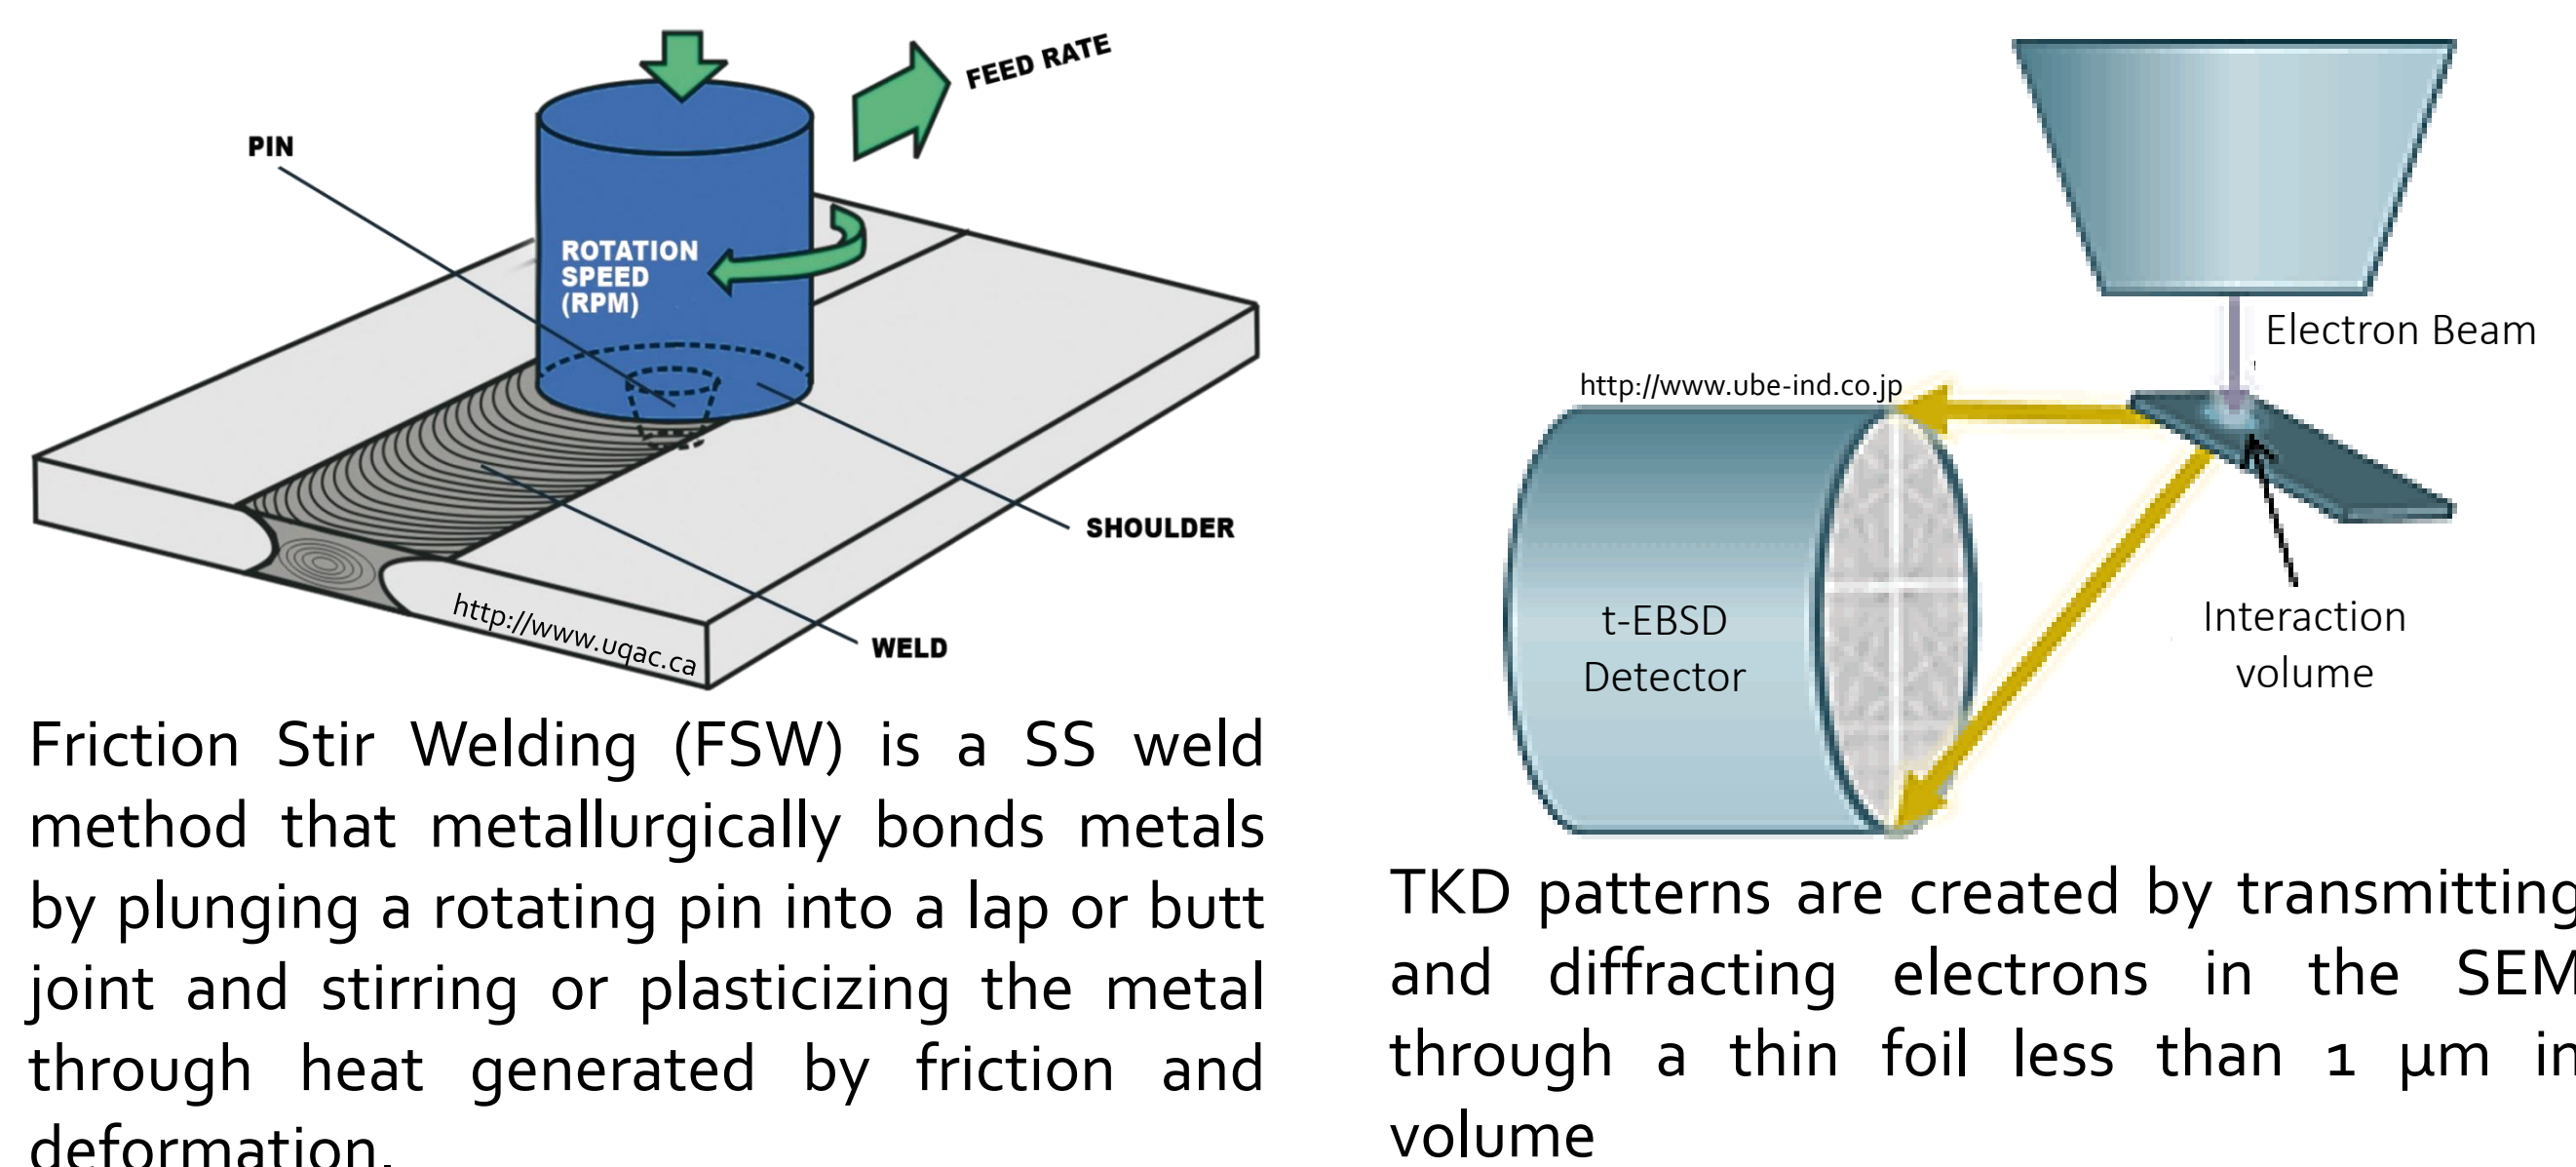 FEED RATE
PIN
ROTATION
SPEED
(RPM)
SHOULDER
WELD
http://www.uqac.ca
Friction Stir Welding (FSW) is a SS weld
method that metallurgically bonds metals
by plunging a rotating pin into a lap or butt
joint and stirring or plasticizing the metal
through heat generated by friction and
deformation.
Electron Beam
http://www.ube-ind.co.jp
t-EBSD
Detector
Interaction
volume
TKD patterns are created by transmitting
and diffracting electrons in the SEM
through a thin foil less than 1 μm in
volume